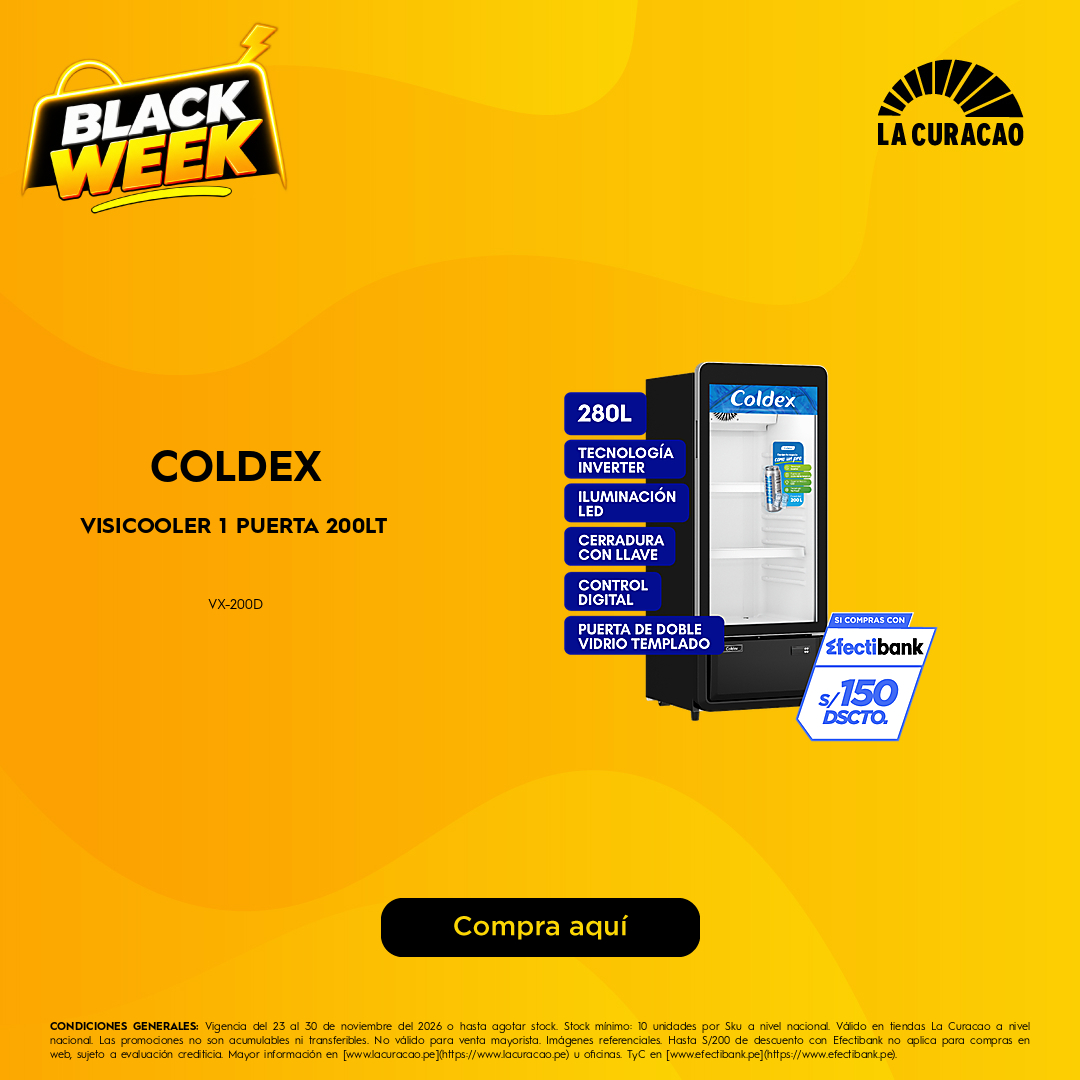 BLACK
WEEK
LA CURACAO
COLDEX
VISICOOLER 1 PUERTA 200LT
VX-200D
280L
TECNOLOGÍA
INVERTER
ILUMINACIÓN
LED
CERRADURA
CON LLAVE
CONTROL
DIGITAL
PUERTA DE DOBLE
VIDRIO TEMPLADO
Coldex
SI COMPRAS CON
Efectibank
S/150
DSCTO.
Compra aquí
CONDICIONES GENERALES: Vigencia del 23 al 30 de noviembre del 2026 o hasta agotar stock. Stock mínimo: 10 unidades por Sku a nivel nacional. Válido en tiendas La Curacao a nivel
nacional. Las promociones no son acumulables ni transferibles. No válido para venta mayorista. Imágenes referenciales. Hasta S/200 de descuento con Efectibank no aplica para compras en
web, sujeto a evaluación crediticia. Mayor información en [www.lacuracao.pe](https://www.lacuracao.pe) u oficinas. TyC en [www.efectibank.pe](https://www.efectibank.pe).